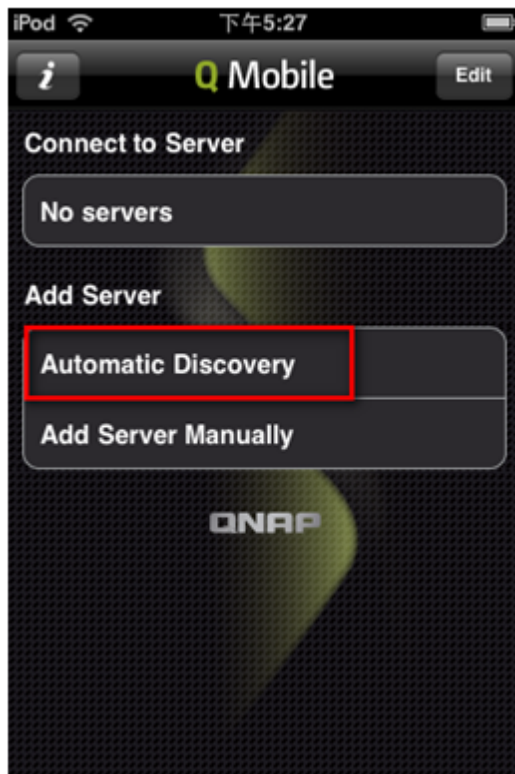 iPod 下午5:27
i Q Mobile Edit
Connect to Server
No servers
Add Server
Automatic Discovery
Add Server Manually
QNAP